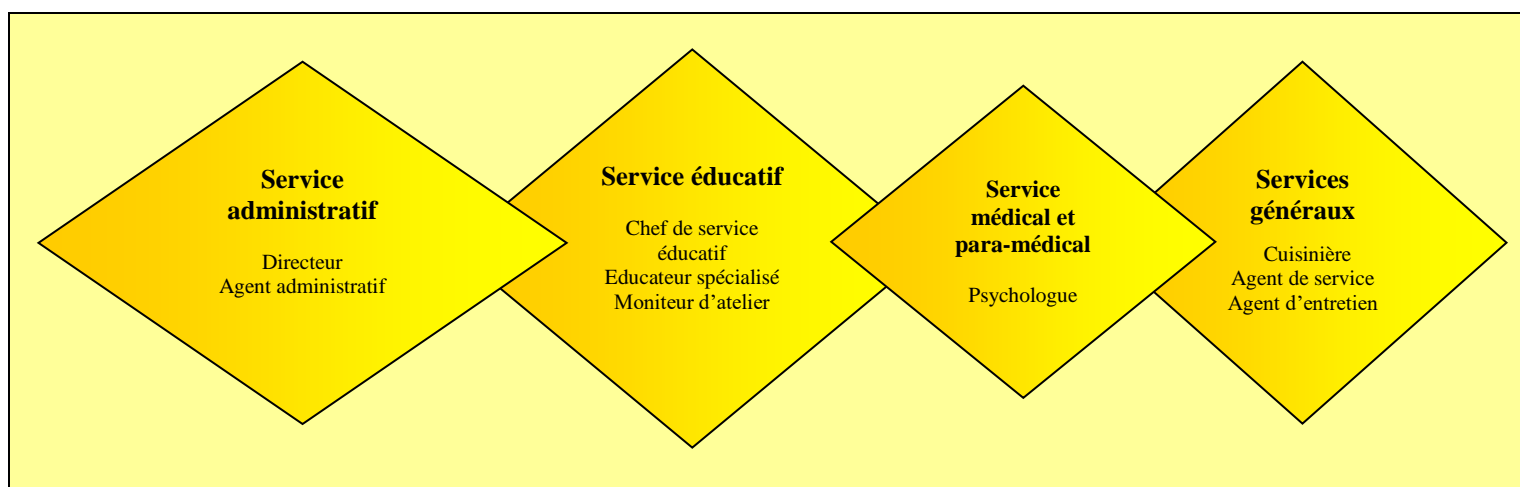 Service
administratif
Directeur
Agent administratif
Service éducatif
Chef de service
éducatif
Educateur spécialisé
Moniteur d’atelier
Service
médical et
para-médical
Psychologue
Services
généraux
Cuisinière
Agent de service
Agent d’entretien